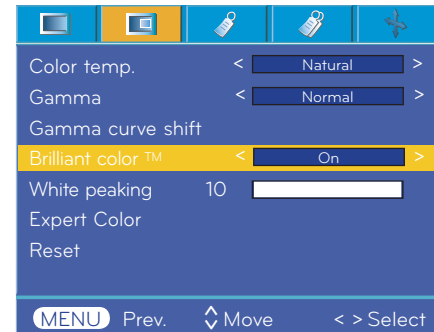 Color temp. < Natural >
Gamma < Normal >
Gamma curve shift
Brilliant color ™ < On >
White peaking 10
Expert Color
Reset
MENU Prev. Move < > Select